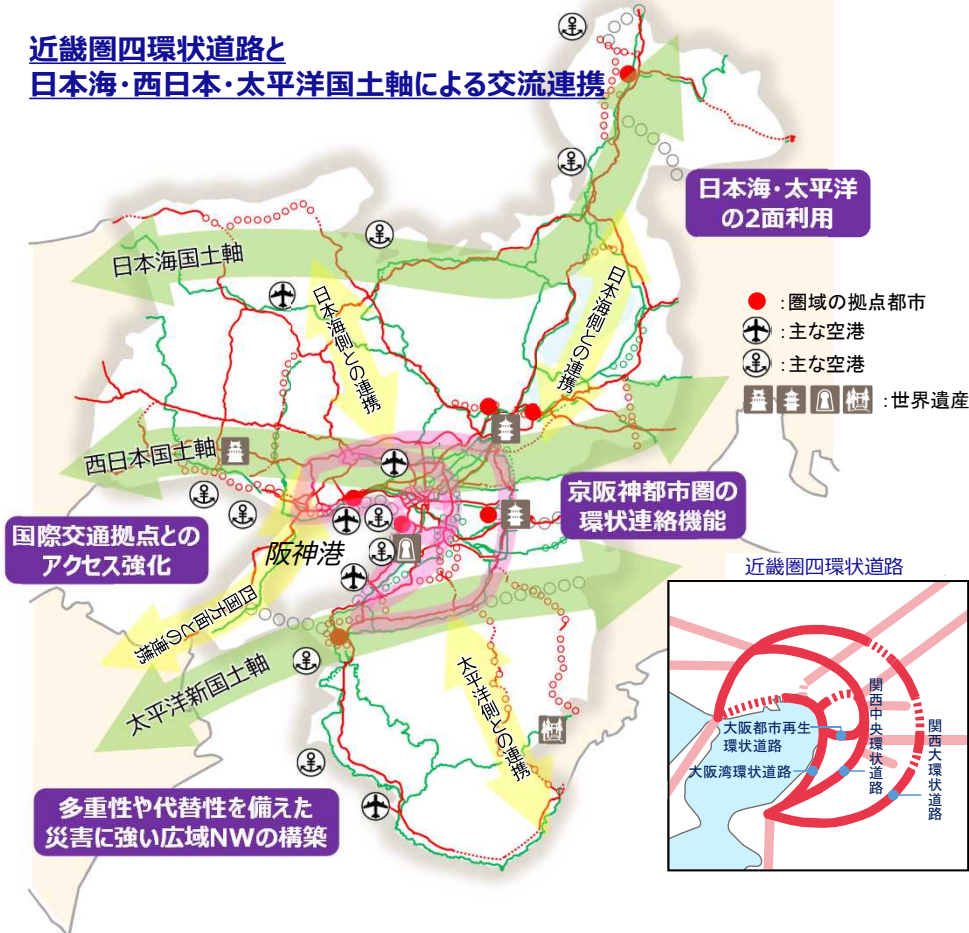 近畿圏四環状道路と
日本海・西日本・太平洋国土軸による交流連携
日本海・太平洋
の2面利用
日本海国土軸
日本海側との連携
日本海側との連携
:圏域の拠点都市
:主な空港
:主な空港
:世界遺産
西日本国土軸
京阪神都市圏の
環状連絡機能
国際交通拠点との
アクセス強化
阪神港
四国方面との連携
太平洋新国土軸
太平洋側との連携
多重性や代替性を備えた
災害に強い広域NWの構築
近畿圏四環状道路
大阪都市再生
環状道路
大阪湾環状道路
関西中央環状道路
関西大環状道路